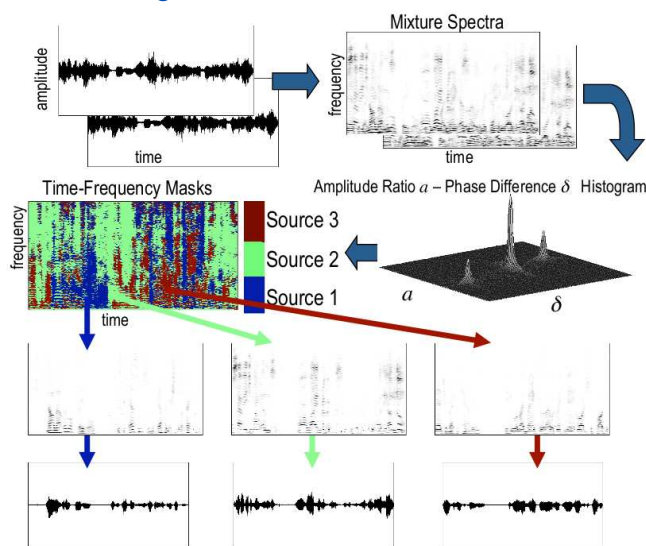 Mixture Spectra
amplitude
time
frequency
time
Time-Frequency Masks
frequency
time
Source 3
Source 2
Source 1
Amplitude Ratio a – Phase Difference δ Histogram
a
δ